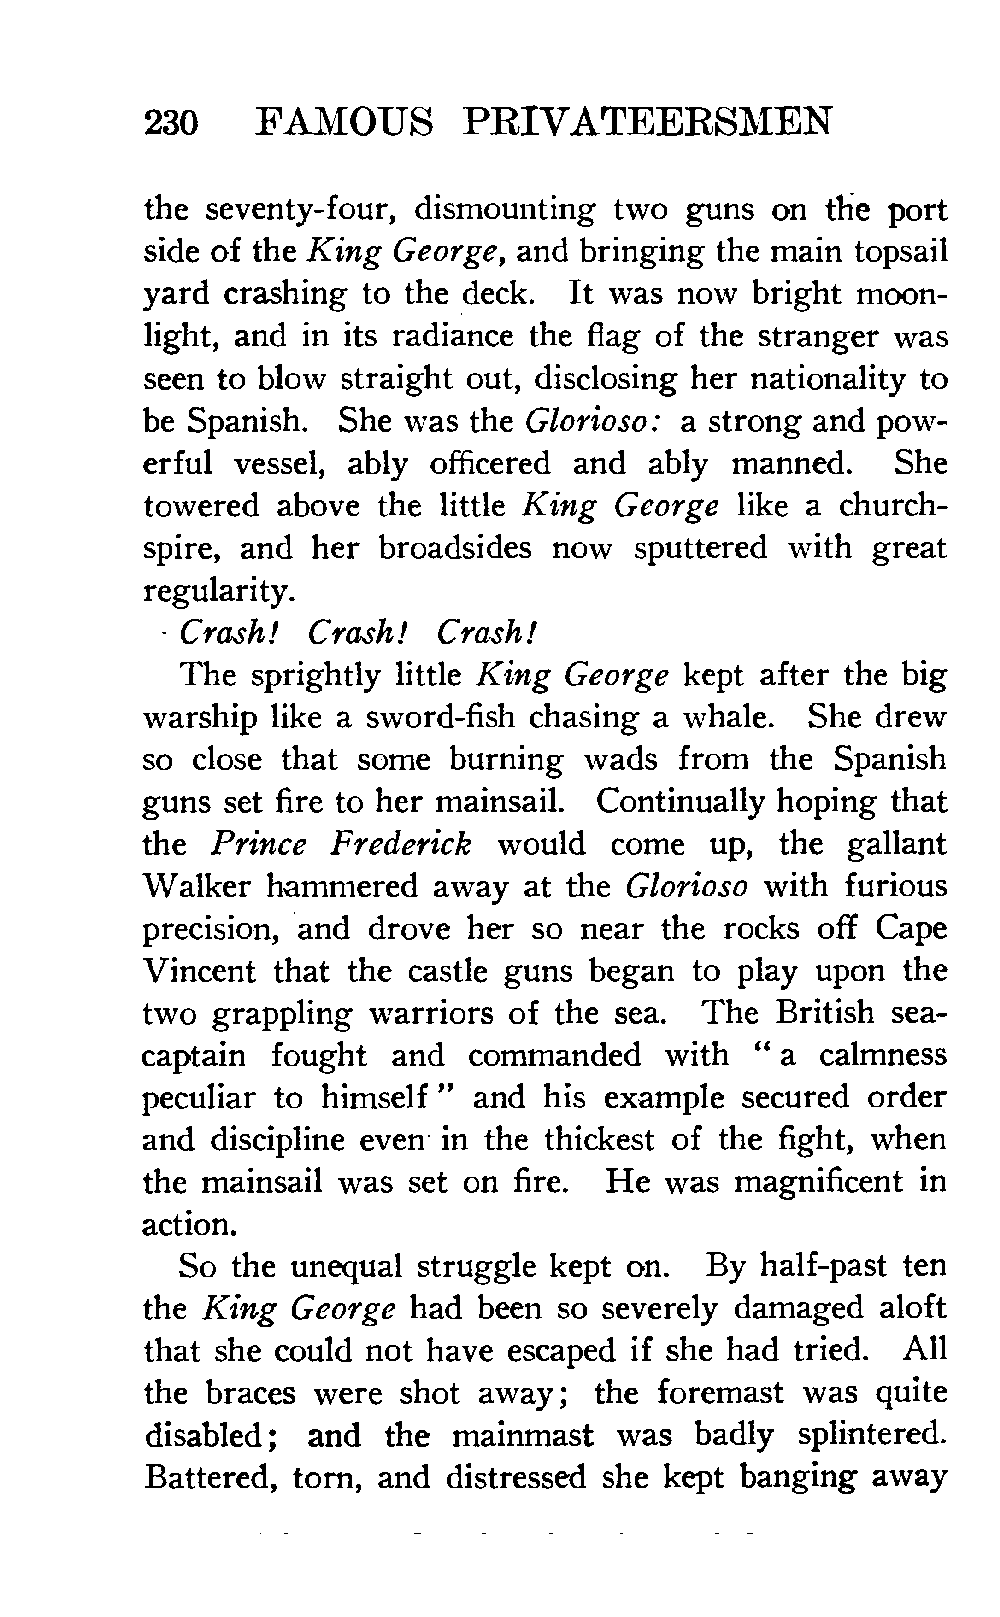 230 FAMOUS PRIVATEERSMEN
the seventy-four, dismounting two guns on the port
side of the King George, and bringing the main topsail
yard crashing to the deck. It was now bright moon-
light, and in its radiance the flag of the stranger was
seen to blow straight out, disclosing her nationality to
be Spanish. She was the Glorioso: a strong and pow-
erful vessel, ably officered and ably manned. She
towered above the little King George like a church-
spire, and her broadsides now sputtered with great
regularity.
Crash! Crash! Crash!
The sprightly little King George kept after the big
warship like a sword-fish chasing a whale. She drew
so close that some burning wads from the Spanish
guns set fire to her mainsail. Continually hoping that
the Prince Frederick would come up, the gallant
Walker hammered away at the Glorioso with furious
precision, and drove her so near the rocks off Cape
Vincent that the castle guns began to play upon the
two grappling warriors of the sea. The British sea-
captain fought and commanded with “ a calmness
peculiar to himself ” and his example secured order
and discipline even in the thickest of the fight, when
the mainsail was set on fire. He was magnificent in
action.
So the unequal struggle kept on. By half-past ten
the King George had been so severely damaged aloft
that she could not have escaped if she had tried. All
the braces were shot away; the foremast was quite
disabled; and the mainmast was badly splintered.
Battered, torn, and distressed she kept banging away